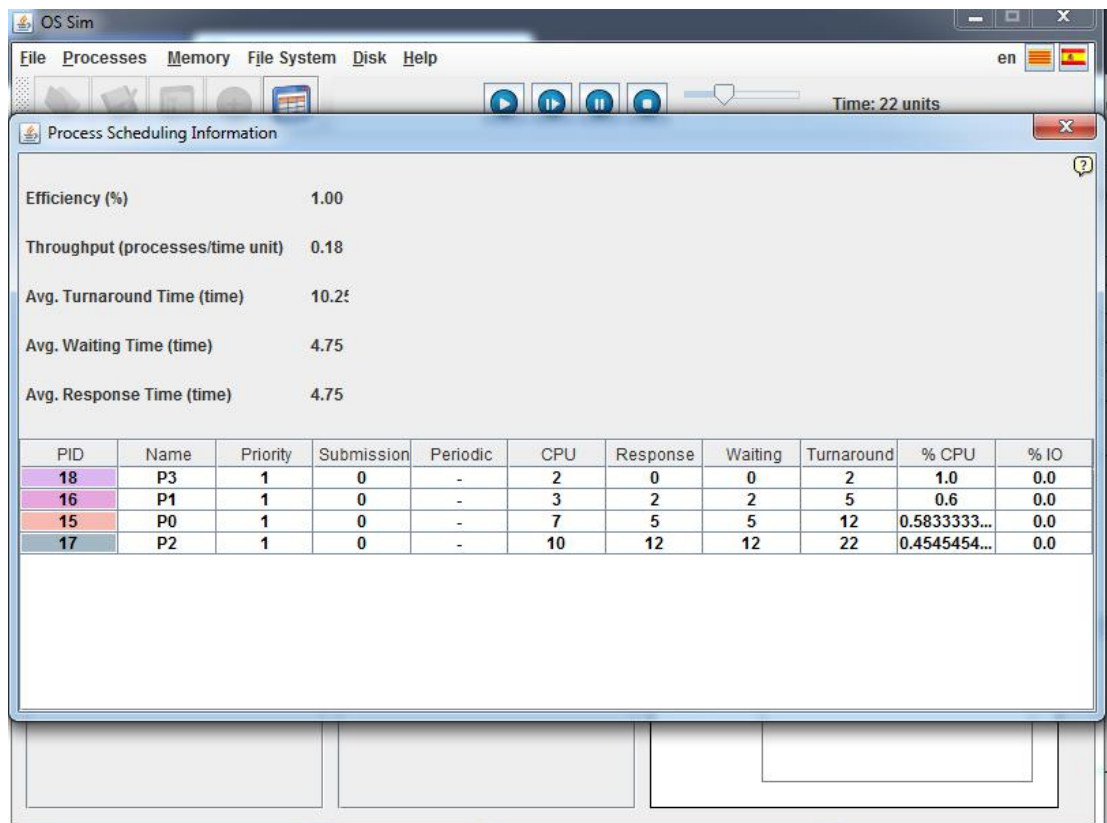 OS Sim
File Processes Memory File System Disk Help en
Time: 22 units
Process Scheduling Information
Efficiency (%) 1.00
Throughput (processes/time unit) 0.18
Avg. Turnaround Time (time) 10.25
Avg. Waiting Time (time) 4.75
Avg. Response Time (time) 4.75
PID Name Priority Submission Periodic CPU Response Waiting Turnaround % CPU % IO
18 P3 1 0 - 2 0 0 2 1.0 0.0
16 P1 1 0 - 3 2 2 5 0.6 0.0
15 P0 1 0 - 7 5 5 12 0.5833333... 0.0
17 P2 1 0 - 10 12 12 22 0.4545454... 0.0